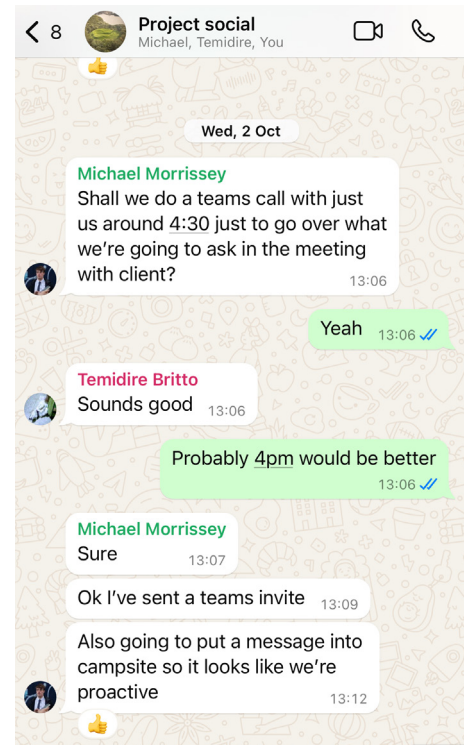 8
Project social
Michael, Temidire, You
👍
Wed, 2 Oct
Michael Morrissey
Shall we do a teams call with just
us around 4:30 just to go over what
we're going to ask in the meeting
with client?
13:06
Yeah 13:06
Temidire Britto
Sounds good 13:06
Probably 4pm would be better
13:06
Michael Morrissey
Sure 13:07
Ok I've sent a teams invite 13:09
Also going to put a message into
campsite so it looks like we're
proactive 13:12
👍